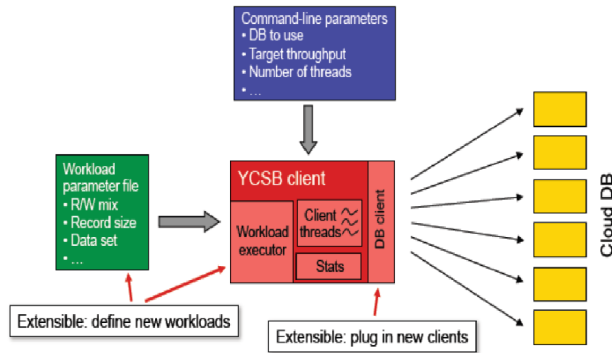 Command-line parameters
• DB to use
• Target throughput
• Number of threads
• ...
Workload
parameter file
• R/W mix
• Record size
• Data set
• ...
YCSB client
Workload
executor
Client
threads
Stats
DB client
Cloud DB
Extensible: define new workloads
Extensible: plug in new clients